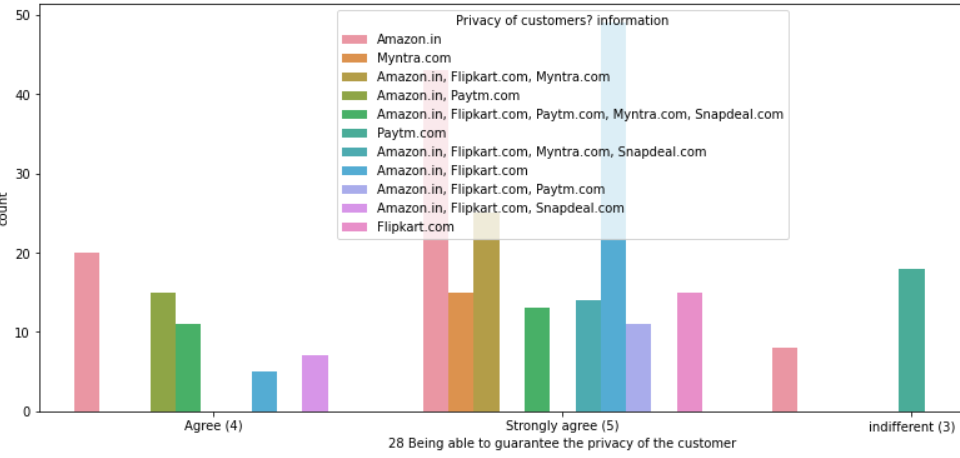 50
40
30
20
10
0
count
Privacy of customers? information
Amazon.in
Myntra.com
Amazon.in, Flipkart.com, Myntra.com
Amazon.in, Paytm.com
Amazon.in, Flipkart.com, Paytm.com, Myntra.com, Snapdeal.com
Paytm.com
Amazon.in, Flipkart.com, Myntra.com, Snapdeal.com
Amazon.in, Flipkart.com
Amazon.in, Flipkart.com, Paytm.com
Amazon.in, Flipkart.com, Snapdeal.com
Flipkart.com
Agree (4)
Strongly agree (5)
indifferent (3)
28 Being able to guarantee the privacy of the customer